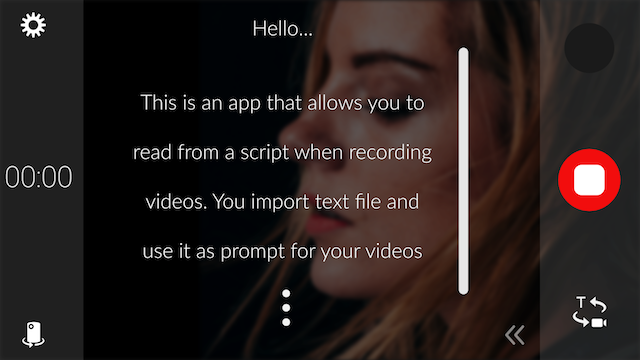 Hello...
This is an app that allows you to
read from a script when recording
00:00
videos. You import text file and
use it as prompt for your videos
T